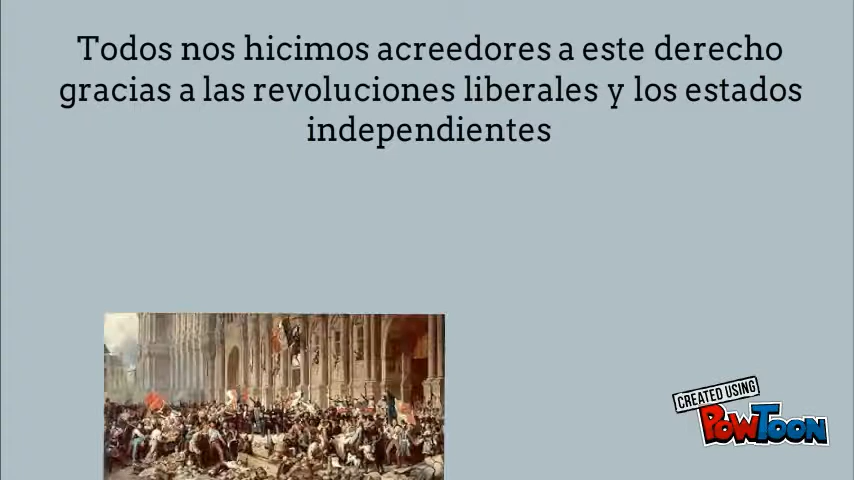 Todos nos hicimos acreedores a este derecho
gracias a las revoluciones liberales y los estados
independientes
CREATED USING
POWTOON